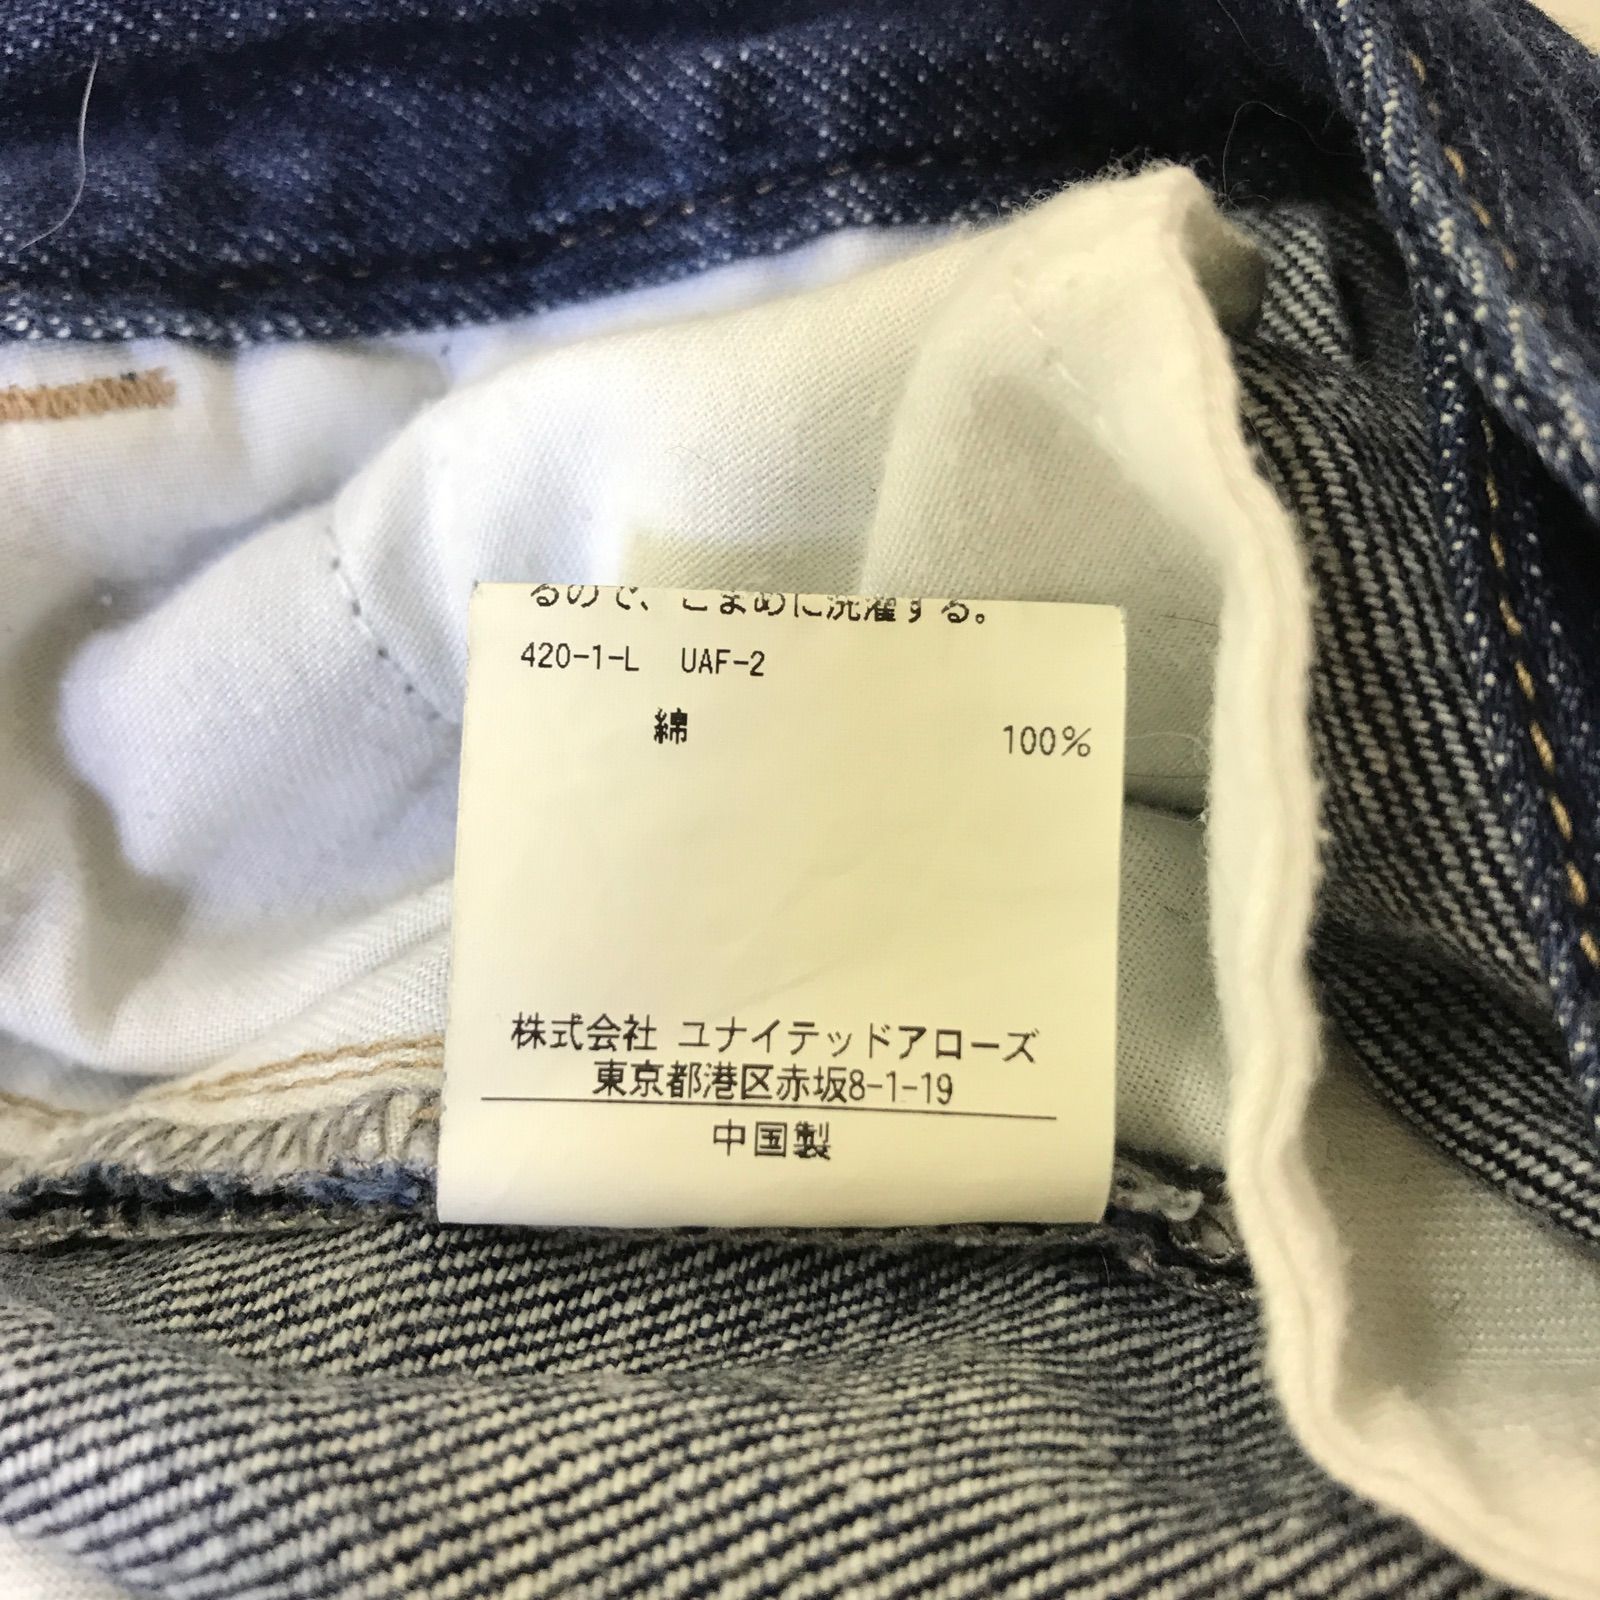 るので、こまめに洗濯する。
420-1-L UAF-2
綿 100%
株式会社 ユナイテッドアローズ
東京都港区赤坂8-1-19
中国製